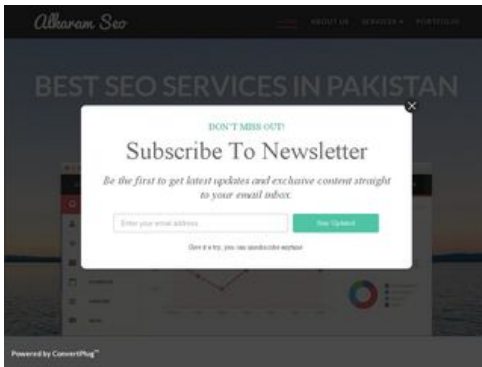 Alkaram Seo
ABOUT US SERVICES PORTFOLIO
BEST SEO SERVICES IN PAKISTAN
DON'T MISS OUT!
Subscribe To Newsletter
Be the first to get latest updates and exclusive content straight
to your email inbox.
Enter your email address
Stay Updated
Give it a try, you can unsubscribe anytime
Powered by ConvertPlug™